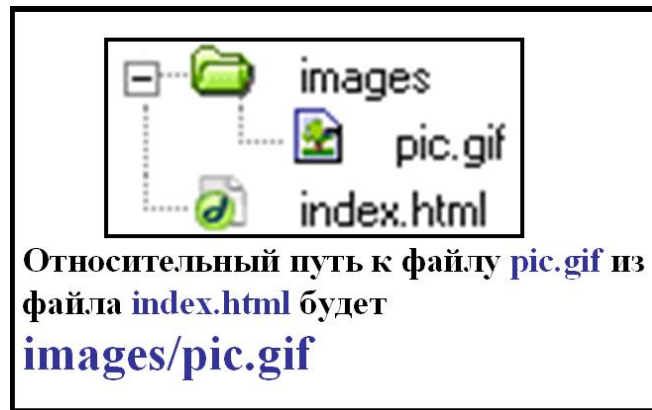 images
pic.gif
index.html
Относительный путь к файлу pic.gif из
файла index.html будет
images/pic.gif